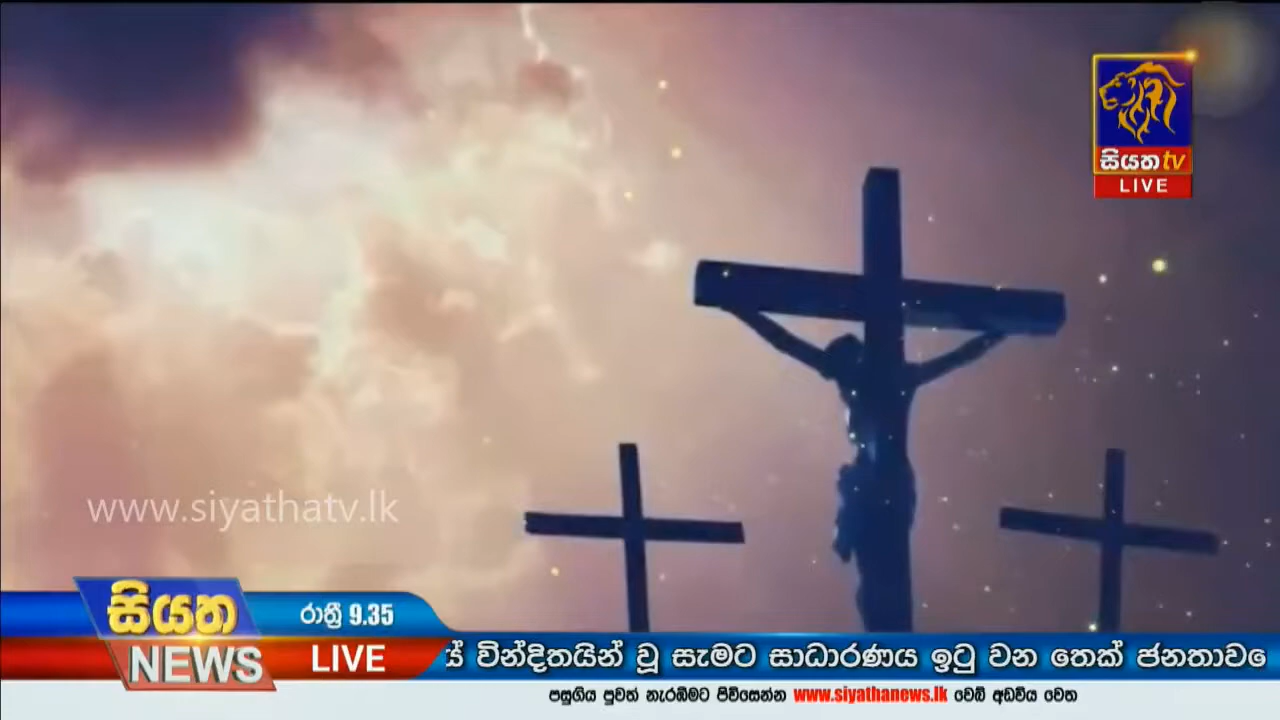 සියත tv
LIVE
www.siyathatv.lk
සියත
NEWS
රාත්‍රී 9.35
LIVE
වින්දිතයින් වූ සැමට සාධාරණය ඉටු වන තෙක් ජනතාව
පසුගිය පුවත් නැරඹීමට පිවිසෙන්න www.siyathanews.lk වෙබ් අඩවිය වෙත